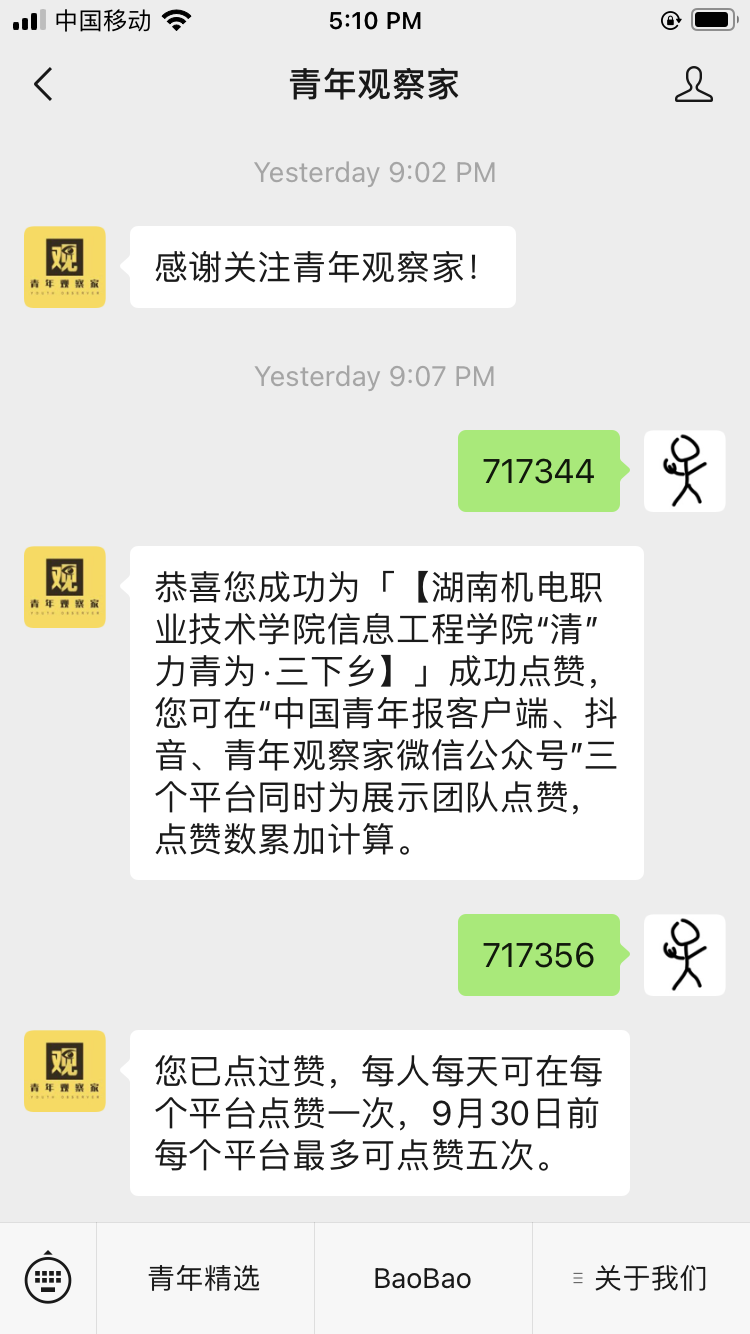 中国移动
5:10 PM
青年观察家
Yesterday 9:02 PM
观
青年观察家
感谢关注青年观察家！
Yesterday 9:07 PM
717344
观
青年观察家
恭喜您成功为「【湖南机电职
业技术学院信息工程学院“清”
力青为·三下乡】」成功点赞，
您可在“中国青年报客户端、抖
音、青年观察家微信公众号”三
个平台同时为展示团队点赞，
点赞数累加计算。
717356
观
青年观察家
您已点过赞，每人每天可在每
个平台点赞一次，9月30日前
每个平台最多可点赞五次。
青年精选
BaoBao
关于我们